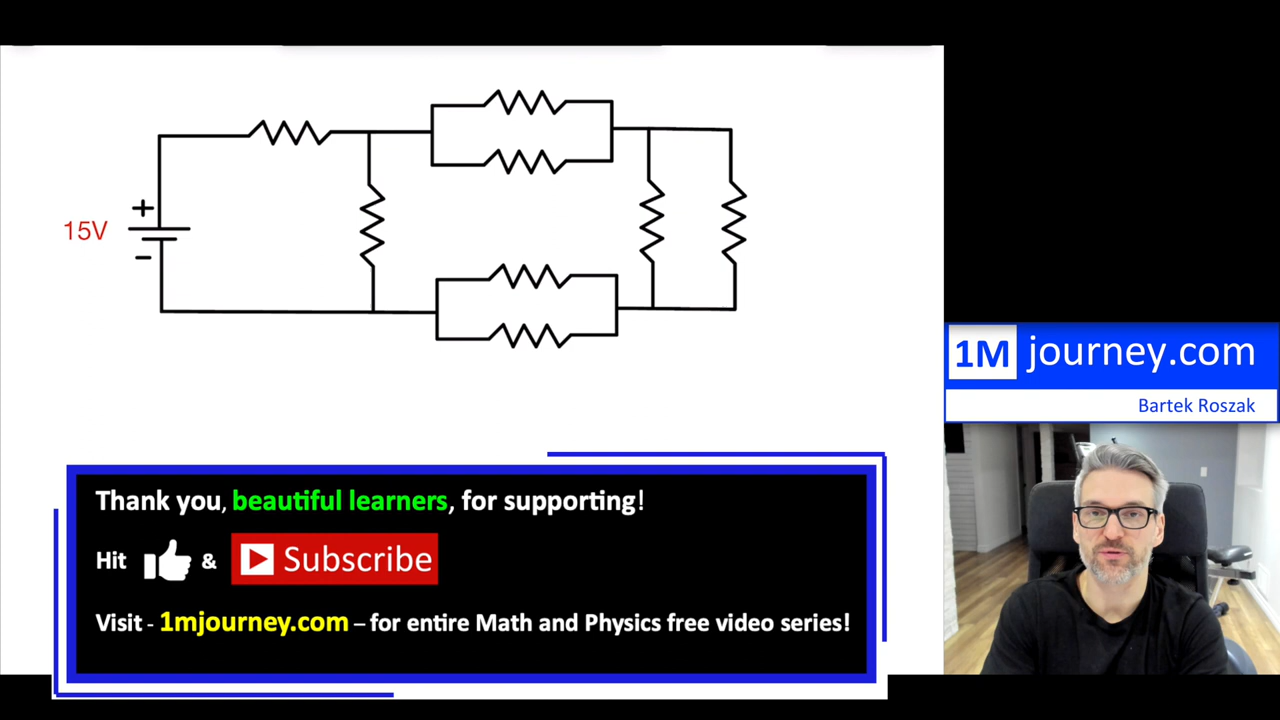 +
15V
−
1M journey.com
Bartek Roszak
Thank you, beautiful learners, for supporting!
Hit & Subscribe
Visit - 1mjourney.com – for entire Math and Physics free video series!